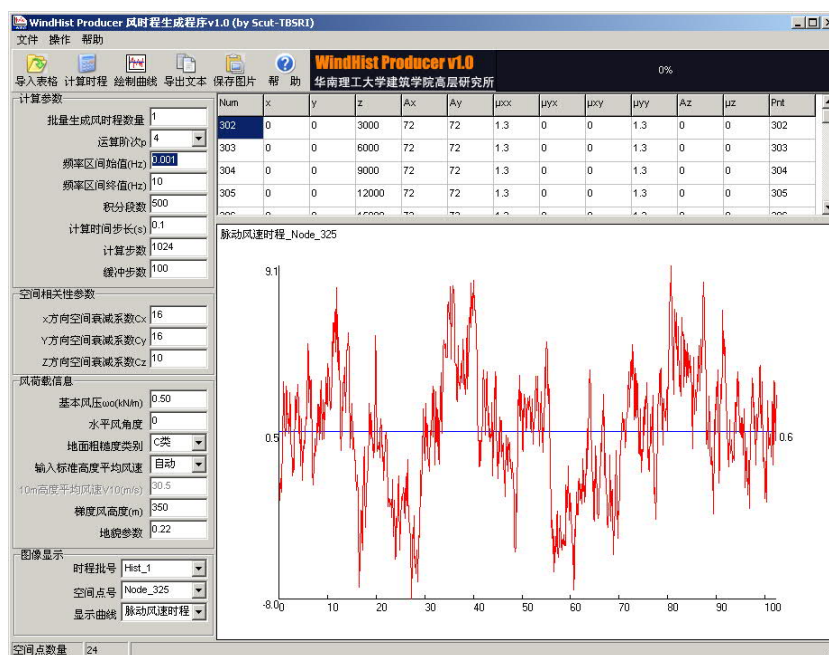 WindHist Producer 风时程生成程序v1.0 (by Scut-TBSRI)
文件 操作 帮助
导入表格 计算时程 绘制曲线 导出文本 保存图片 帮 助
WindHist Producer v1.0
华南理工大学建筑学院高层研究所
0%
计算参数
批量生成风时程数量 1
运算阶次p 4
频率区间始值(Hz) 0.001
频率区间终值(Hz) 10
积分段数 500
计算时间步长(s) 0.1
计算步数 1024
缓冲步数 100
空间相关性参数
x方向空间衰减系数Cx 16
Y方向空间衰减系数Cy 16
Z方向空间衰减系数Cz 10
风荷载信息
基本风压ωo(kN/m) 0.50
水平风角度 0
地面粗糙度类别 C类
输入标准高度平均风速 自动
10m高度平均风速V10(m/s) 30.5
梯度风高度(m) 350
地貌参数 0.22
图像显示
时程批号 Hist_1
空间点号 Node_325
显示曲线 脉动风速时程
空间点数量 24
Num x y z Ax Ay μxx μyx μxy μyy Az μz Pnt
302 0 0 3000 72 72 1.3 0 0 1.3 0 0 302
303 0 0 6000 72 72 1.3 0 0 1.3 0 0 303
304 0 0 9000 72 72 1.3 0 0 1.3 0 0 304
305 0 0 12000 72 72 1.3 0 0 1.3 0 0 305
脉动风速时程_Node_325
9.1
0.5
0.6
-8.0
0 10 20 30 40 50 60 70 80 90 100